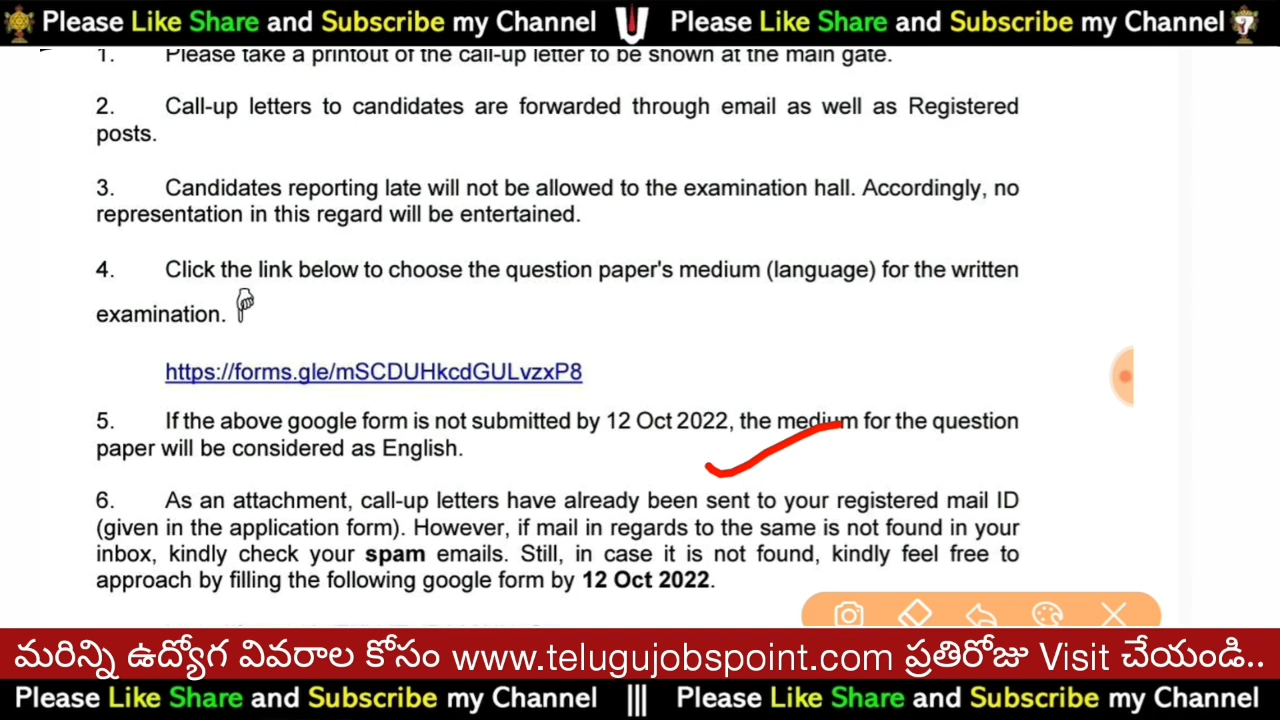 Please Like Share and Subscribe my Channel Please Like Share and Subscribe my Channel
1. Please take a printout of the call-up letter to be shown at the main gate.
2. Call-up letters to candidates are forwarded through email as well as Registered
posts.
3. Candidates reporting late will not be allowed to the examination hall. Accordingly, no
representation in this regard will be entertained.
4. Click the link below to choose the question paper's medium (language) for the written
examination.
https://forms.gle/mSCDUHkcdGULvzxP8
5. If the above google form is not submitted by 12 Oct 2022, the medium for the question
paper will be considered as English.
6. As an attachment, call-up letters have already been sent to your registered mail ID
(given in the application form). However, if mail in regards to the same is not found in your
inbox, kindly check your spam emails. Still, in case it is not found, kindly feel free to
approach by filling the following google form by 12 Oct 2022.
మరిన్ని ఉద్యోగ వివరాల కోసం www.telugujobspoint.com ప్రతిరోజు Visit చేయండి..
Please Like Share and Subscribe my Channel ||| Please Like Share and Subscribe my Channel